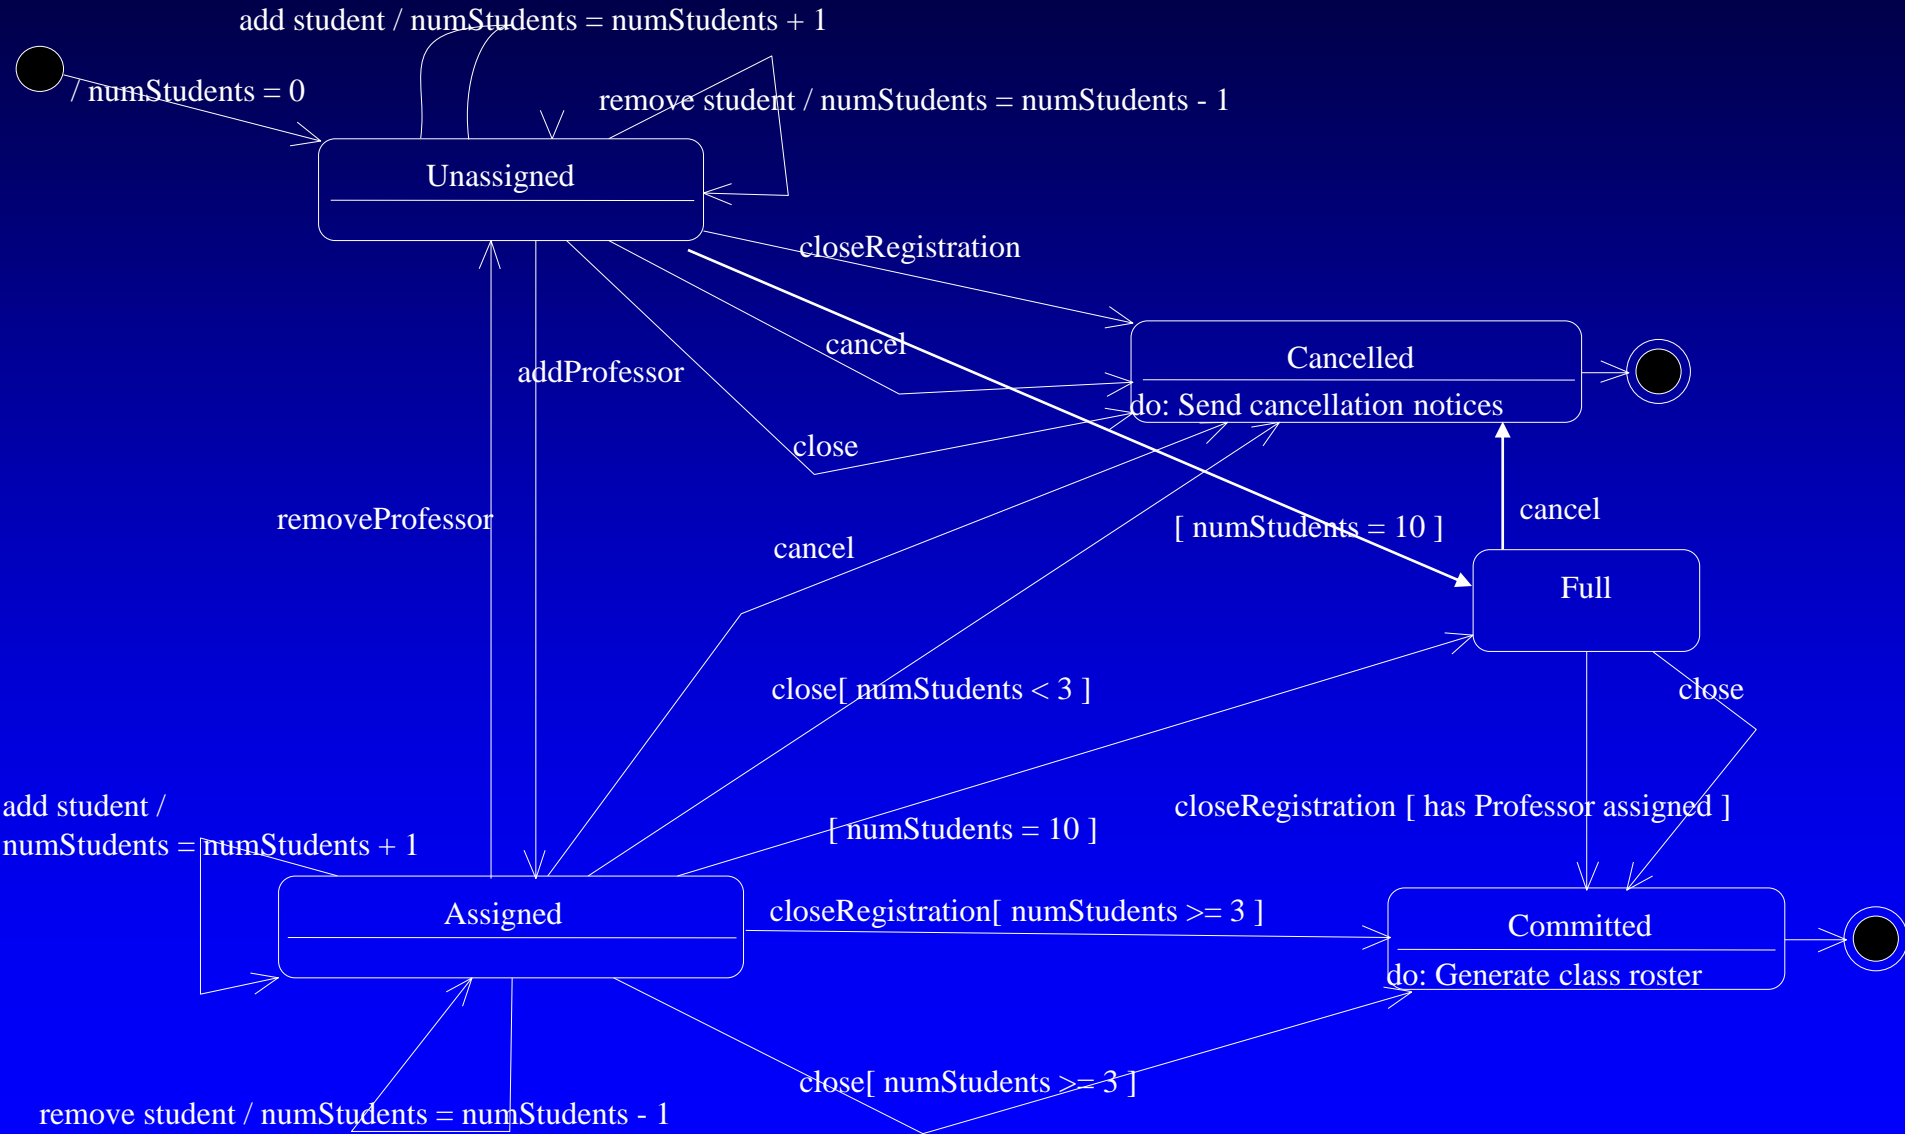 add student / numStudents = numStudents + 1
/ numStudents = 0
remove student / numStudents = numStudents - 1
Unassigned
closeRegistration
cancel
Cancelled
addProfessor
do: Send cancellation notices
close
removeProfessor
cancel
[ numStudents = 10 ]
cancel
Full
close[ numStudents < 3 ]
close
add student /
numStudents = numStudents + 1
closeRegistration [ has Professor assigned ]
[ numStudents = 10 ]
Assigned
closeRegistration[ numStudents >= 3 ]
Committed
do: Generate class roster
close[ numStudents >= 3 ]
remove student / numStudents = numStudents - 1